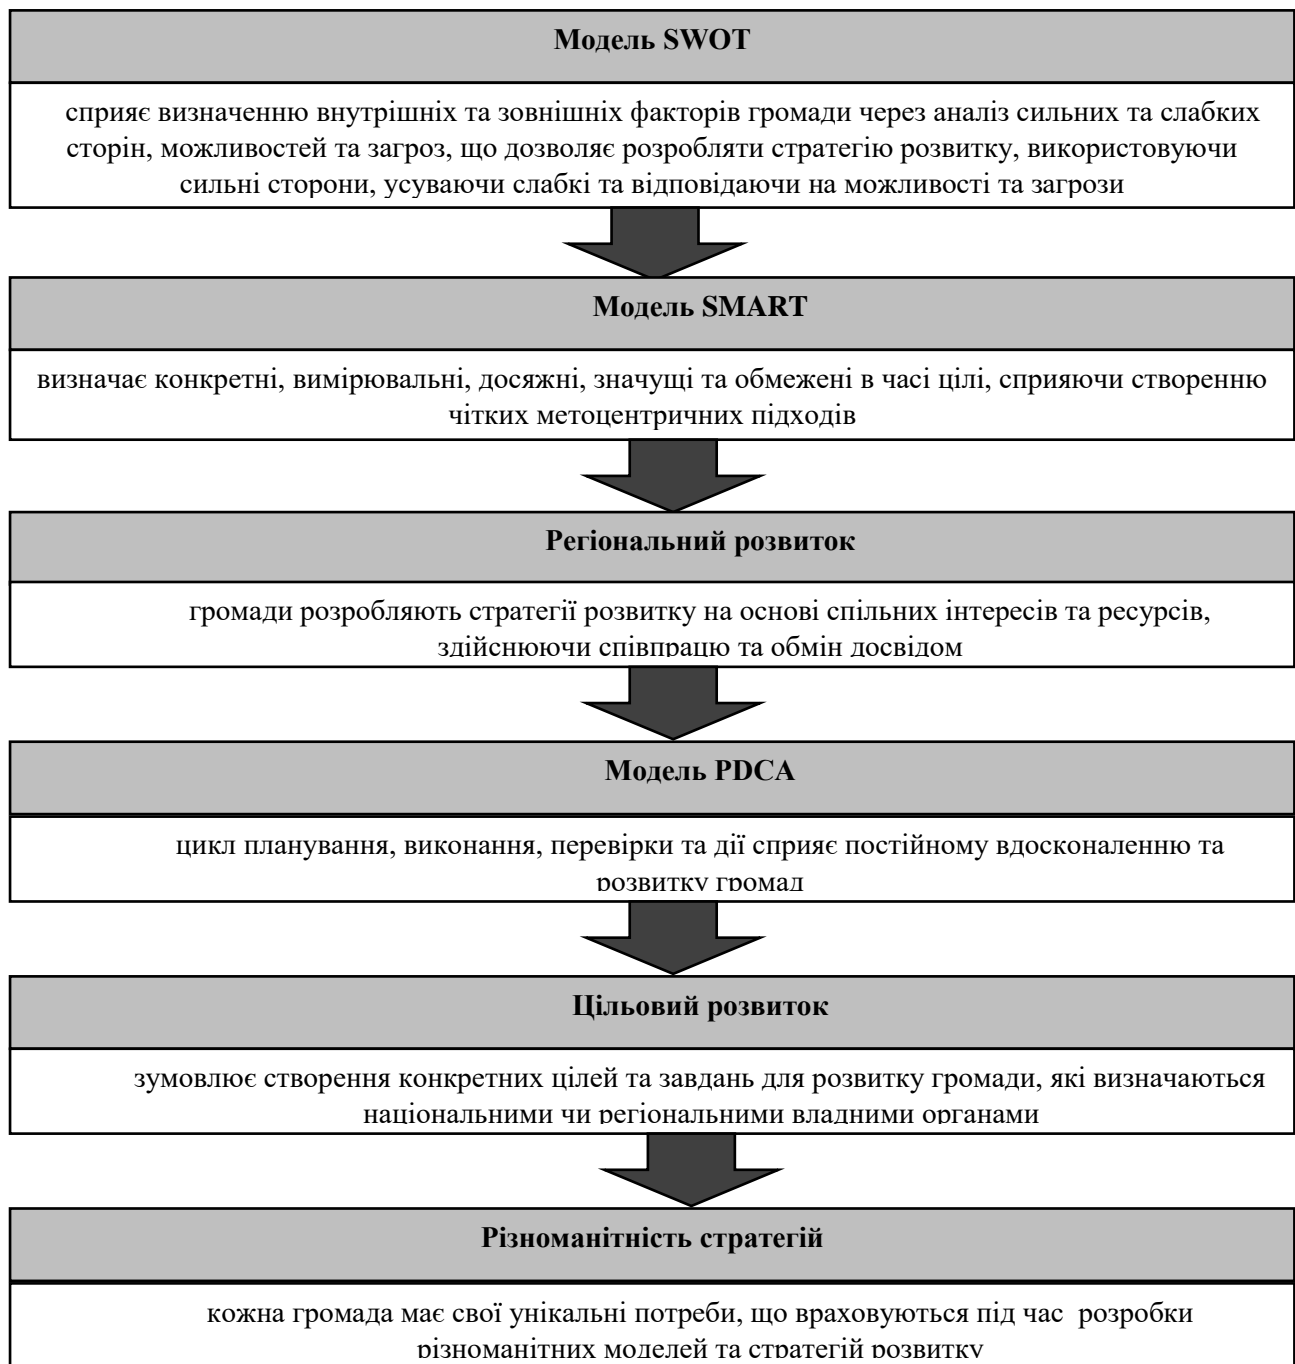 Модель SWOT
сприяє визначенню внутрішніх та зовнішніх факторів громади через аналіз сильних та слабких
сторін, можливостей та загроз, що дозволяє розробляти стратегію розвитку, використовуючи
сильні сторони, усуваючи слабкі та відповідаючи на можливості та загрози
Модель SMART
визначає конкретні, вимірювальні, досяжні, значущі та обмежені в часі цілі, сприяючи створенню
чітких метоцентричних підходів
Регіональний розвиток
громади розробляють стратегії розвитку на основі спільних інтересів та ресурсів,
здійснюючи співпрацю та обмін досвідом
Модель PDCA
цикл планування, виконання, перевірки та дії сприяє постійному вдосконаленню та
розвитку громад
Цільовий розвиток
зумовлює створення конкретних цілей та завдань для розвитку громади, які визначаються
національними чи регіональними владними органами
Різноманітність стратегій
кожна громада має свої унікальні потреби, що враховуються під час розробки
різноманітних моделей та стратегій розвитку